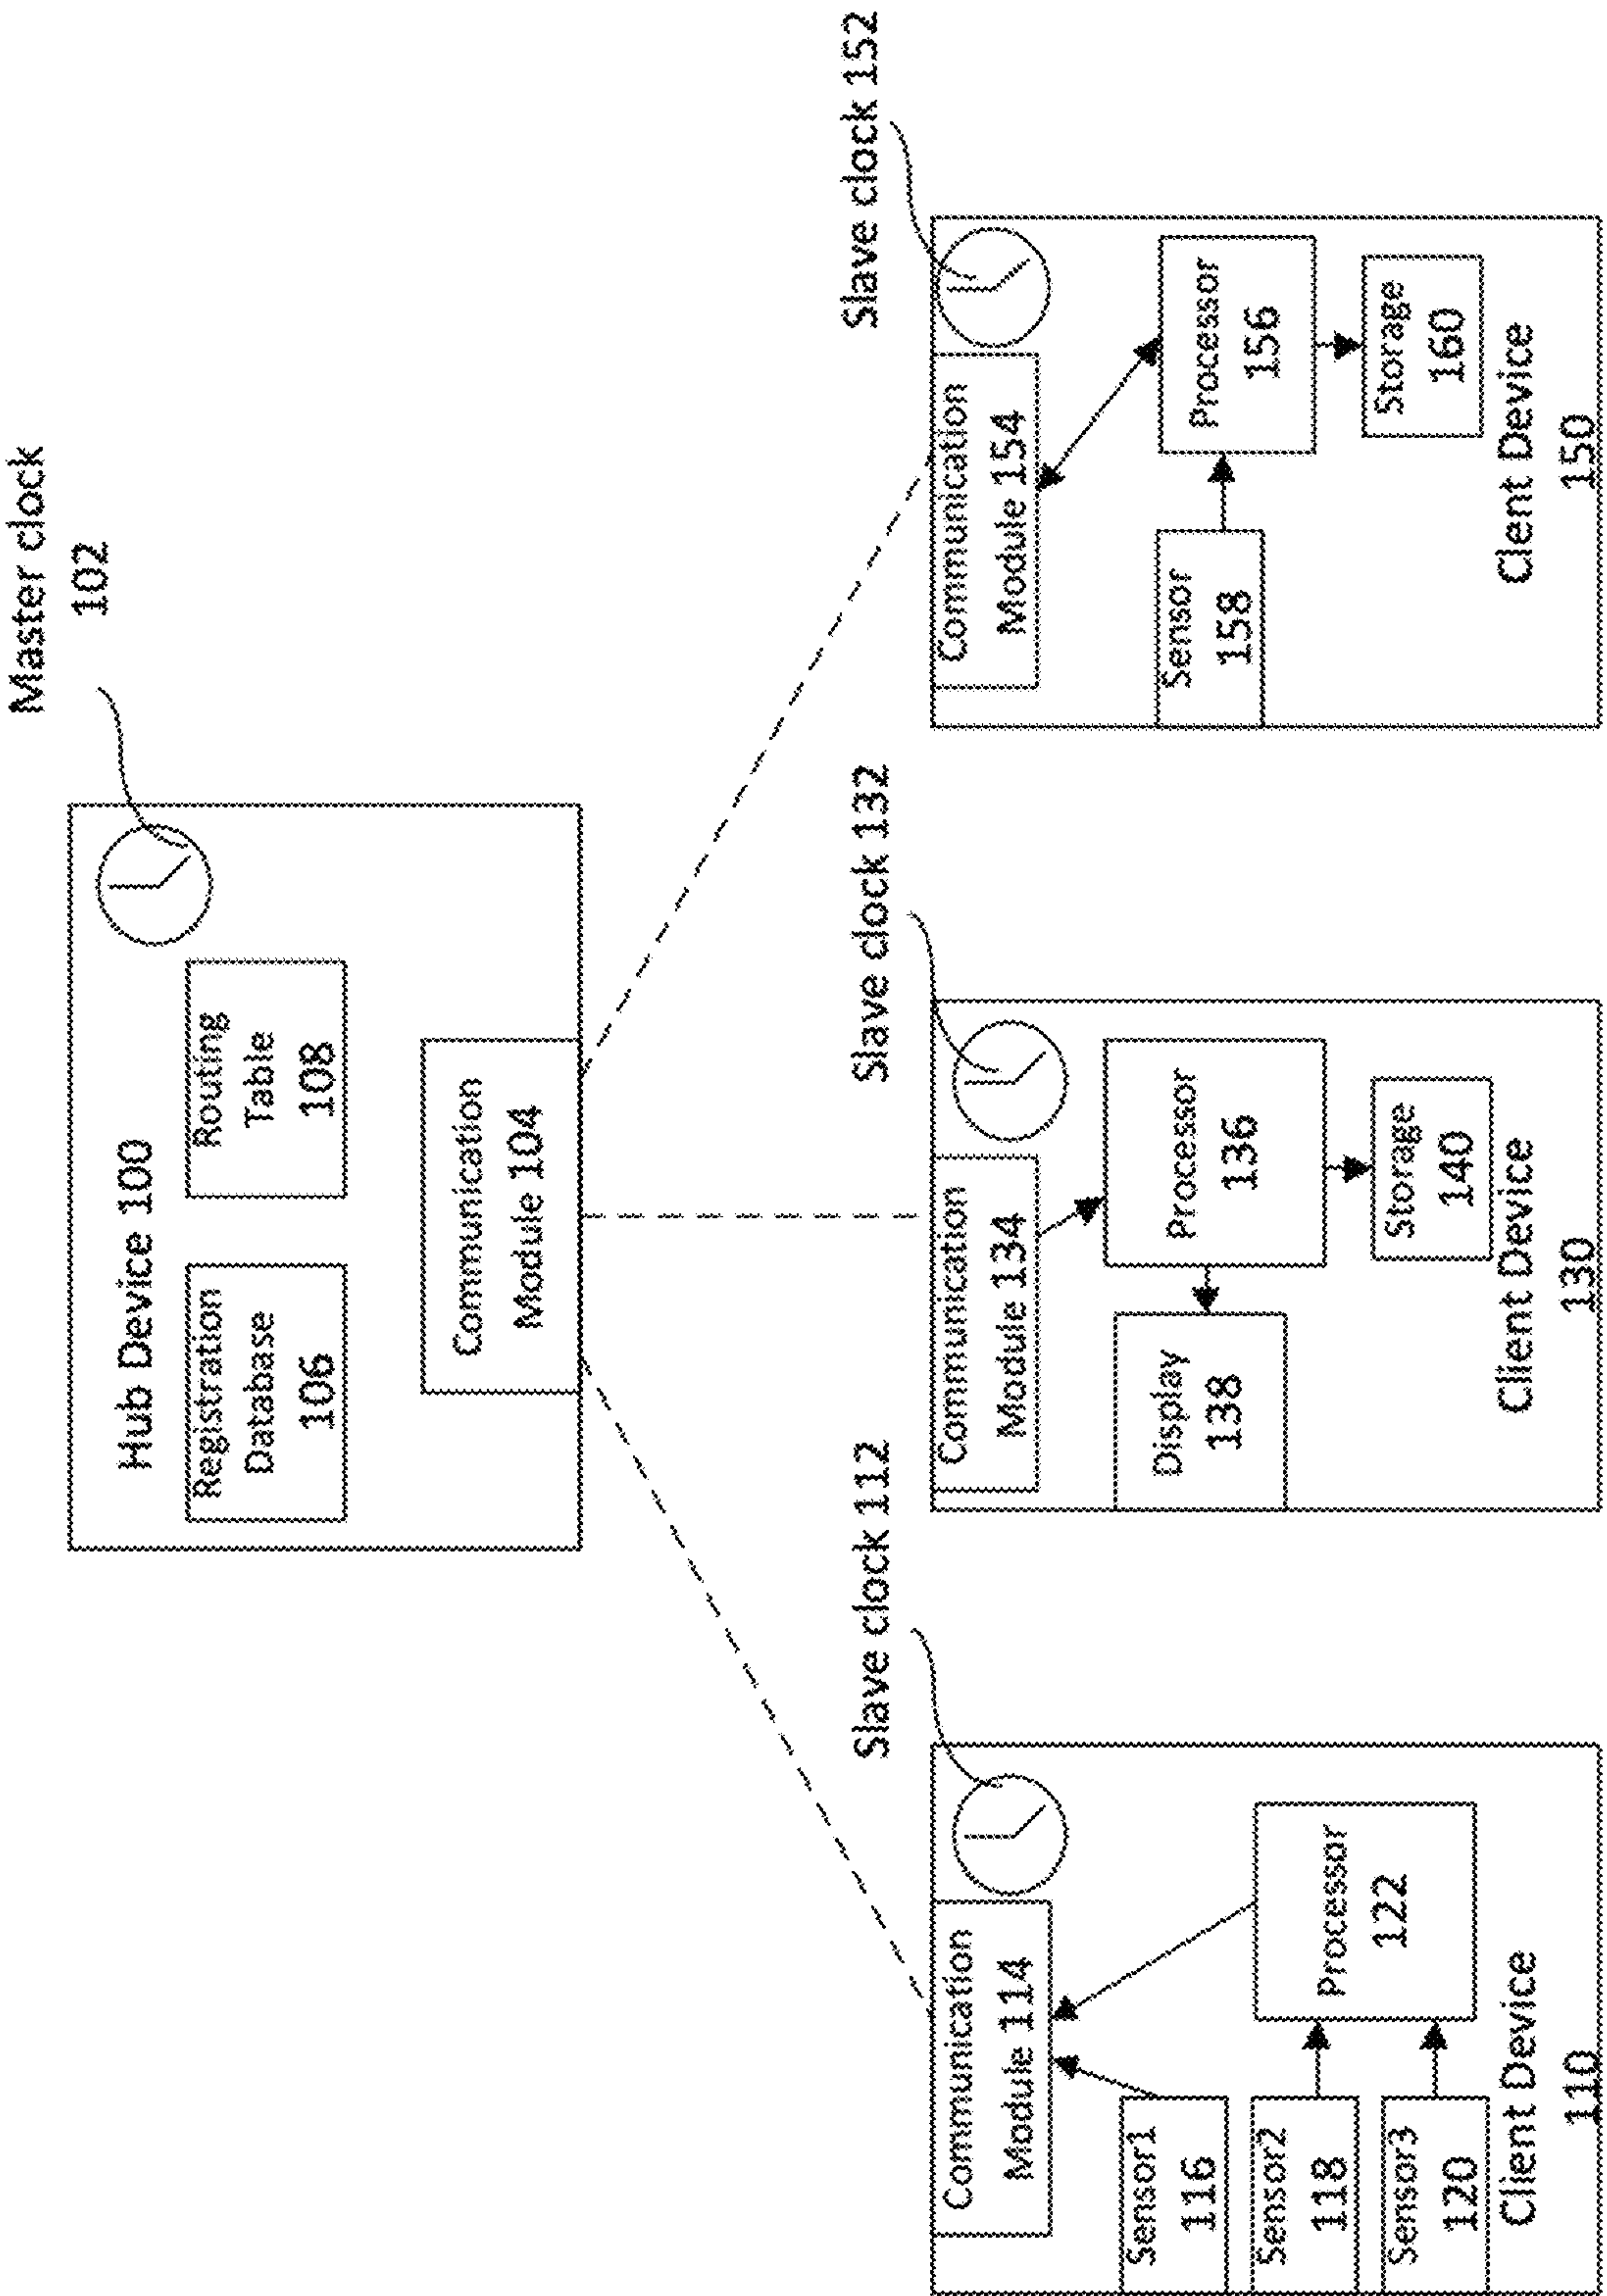 Master clock
102
Hub Device 100
Registration
Database
106
Routing
Table
108
Communication
Module 104
Slave clock 112
Communication
Module 114
Sensor1
116
Sensor2
118
Sensor3
120
Processor
122
Client Device
110
Slave clock 132
Communication
Module 134
Processor
136
Display
138
Storage
140
Client Device
130
Slave clock 152
Communication
Module 154
Processor
156
Sensor
158
Storage
160
Client Device
150